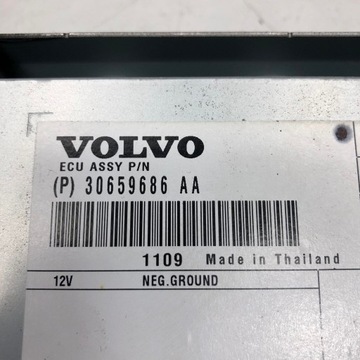 VOLVO
ECU ASSY P/N
(P) 30659686 AA
1109 Made in Thailand
12V NEG.GROUND